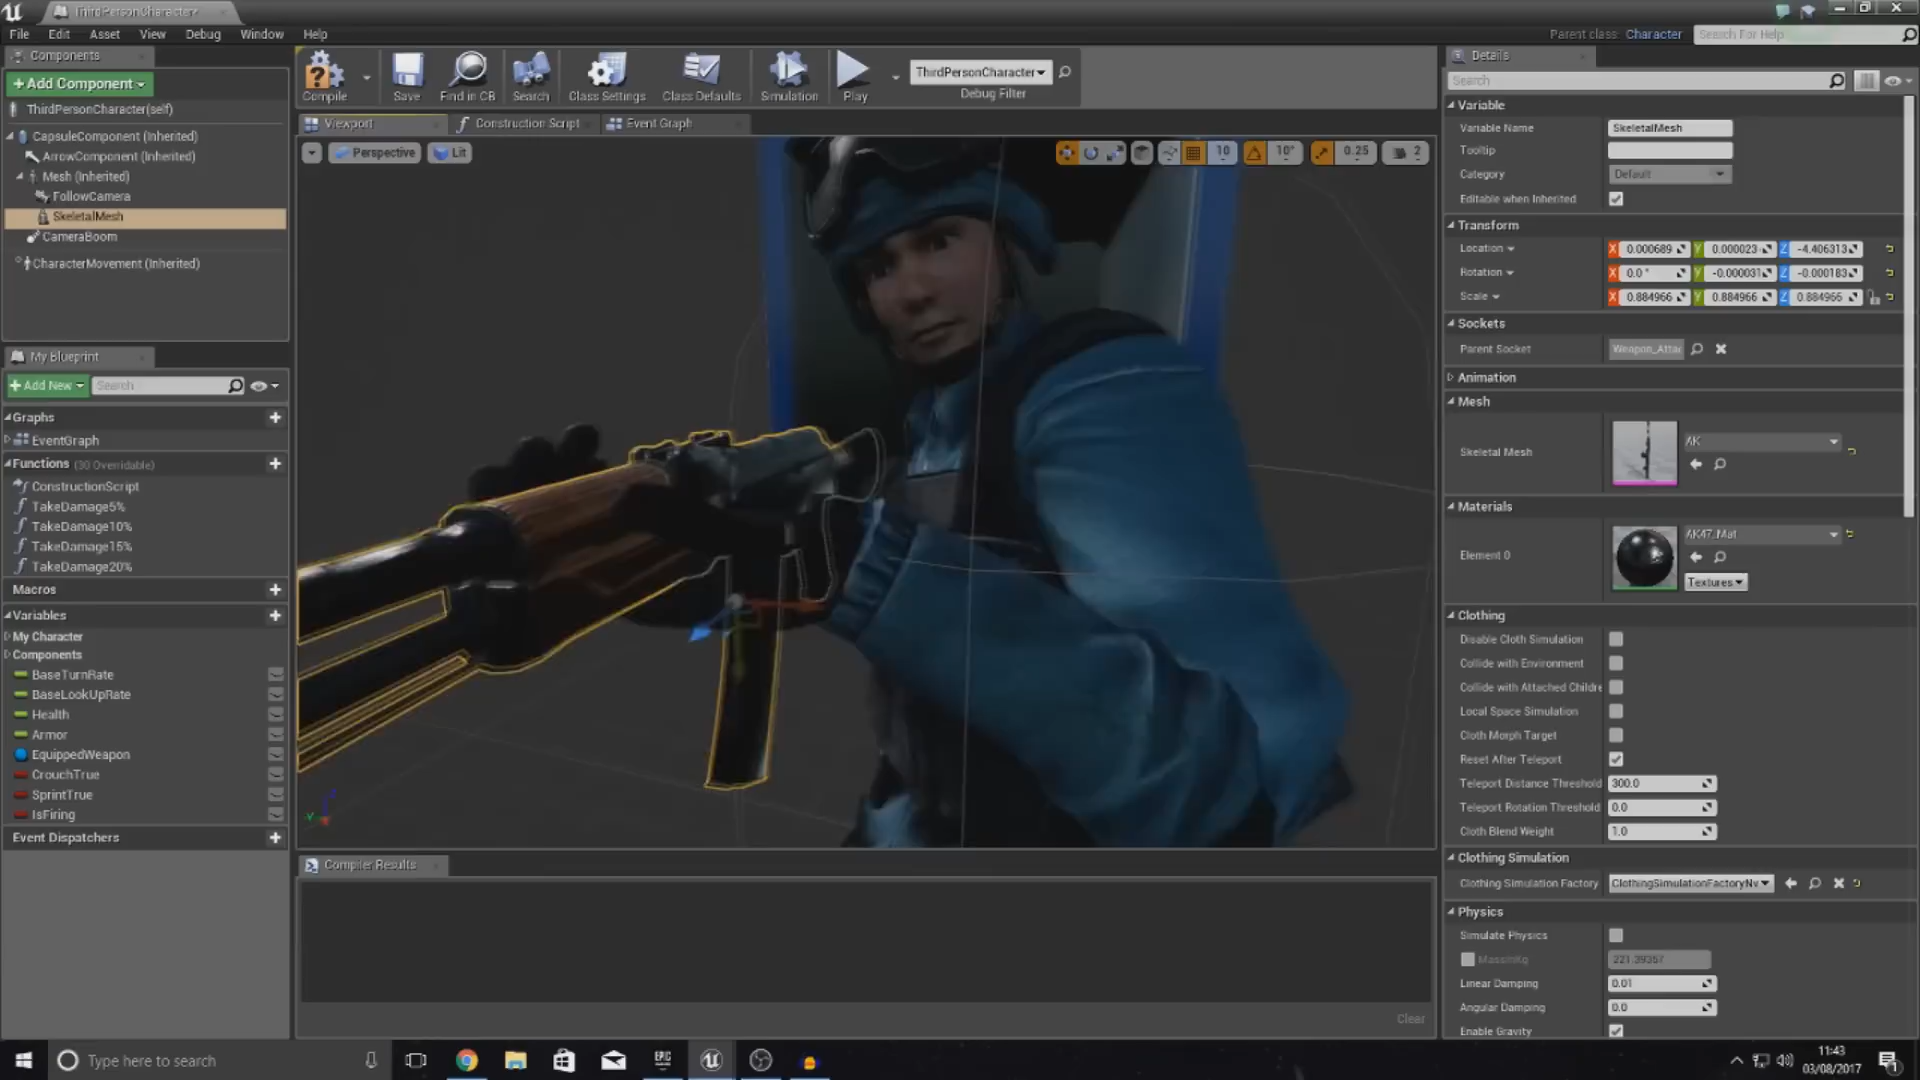 ThirdPersonCharacter*
File Edit Asset View Debug Window Help
Parent class: Character
Search For Help
Components
+ Add Component
ThirdPersonCharacter(self)
CapsuleComponent (Inherited)
ArrowComponent (Inherited)
Mesh (Inherited)
FollowCamera
SkeletalMesh
CameraBoom
CharacterMovement (Inherited)
My Blueprint
+ Add New
Search
Graphs
EventGraph
Functions (30 Overridable)
ConstructionScript
TakeDamage5%
TakeDamage10%
TakeDamage15%
TakeDamage20%
Macros
Variables
My Character
Components
BaseTurnRate
BaseLookUpRate
Health
Armor
EquippedWeapon
CrouchTrue
SprintTrue
IsFiring
Event Dispatchers
Compile Save Find in CB Search Class Settings Class Defaults Simulation Play
ThirdPersonCharacter
Debug Filter
Viewport Construction Script Event Graph
Perspective Lit
10 10° 0.25 2
Compiler Results
Clear
Details
Search
Variable
Variable Name SkeletalMesh
Tooltip
Category Default
Editable when Inherited
Transform
Location X 0.000689 Y 0.000023 Z -4.406313
Rotation X 0.0 ° Y -0.000031 Z -0.000183
Scale X 0.884966 Y 0.884966 Z 0.884966
Sockets
Parent Socket Weapon_Attac
Animation
Mesh
Skeletal Mesh AK
Materials
Element 0 AK47_Mat
Textures
Clothing
Disable Cloth Simulation
Collide with Environment
Collide with Attached Childre
Local Space Simulation
Cloth Morph Target
Reset After Teleport
Teleport Distance Threshold 300.0
Teleport Rotation Threshold 0.0
Cloth Blend Weight 1.0
Clothing Simulation
Clothing Simulation Factory ClothingSimulationFactoryNv
Physics
Simulate Physics
MassInKg 221.39357
Linear Damping 0.01
Angular Damping 0.0
Enable Gravity
Type here to search
EPIC
11:43
03/08/2017